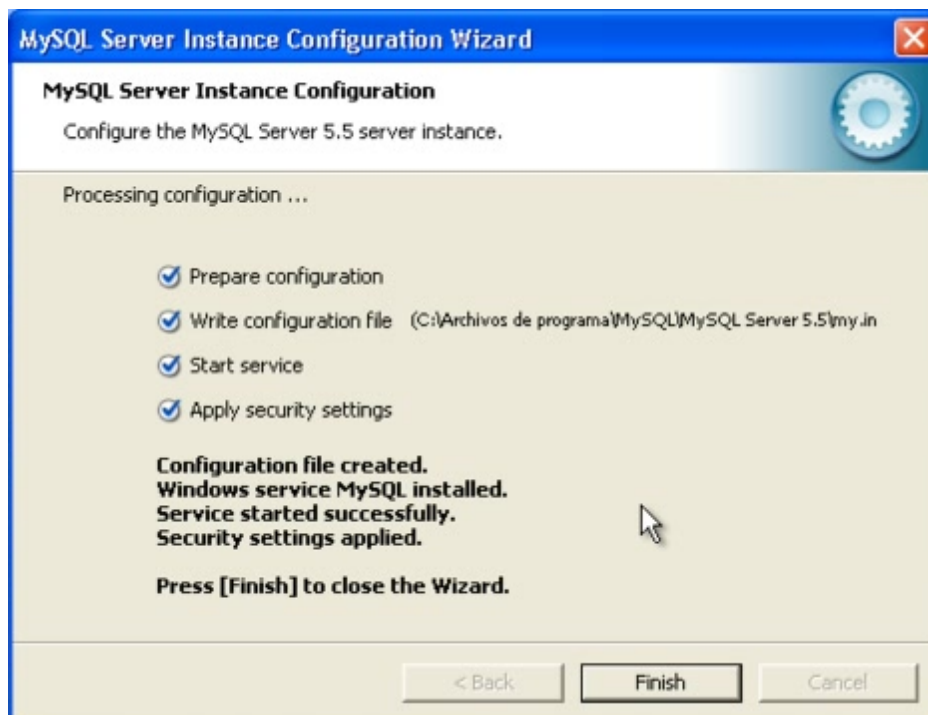 MySQL Server Instance Configuration Wizard
MySQL Server Instance Configuration
Configure the MySQL Server 5.5 server instance.
Processing configuration ...
Prepare configuration
Write configuration file (C:\Archivos de programa\MySQL\MySQL Server 5.5\my.in
Start service
Apply security settings
Configuration file created.
Windows service MySQL installed.
Service started successfully.
Security settings applied.
Press [Finish] to close the Wizard.
< Back Finish Cancel